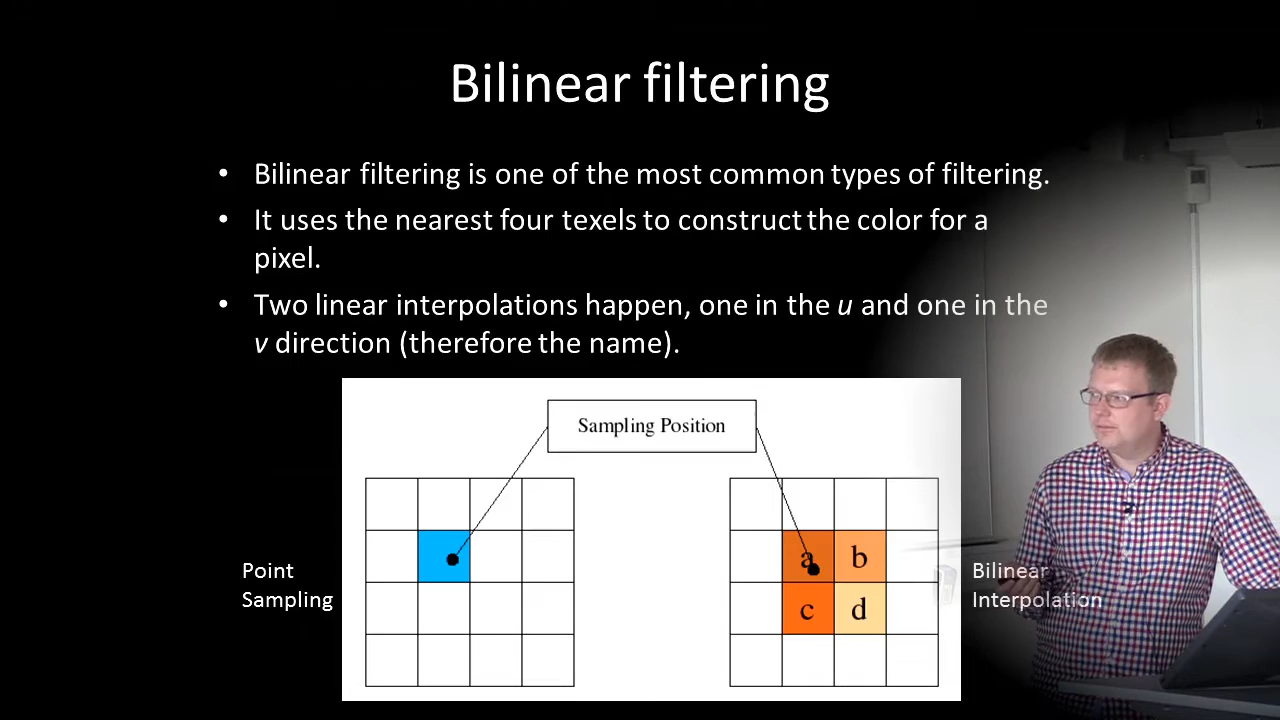 Bilinear filtering
• Bilinear filtering is one of the most common types of filtering.
• It uses the nearest four texels to construct the color for a
pixel.
• Two linear interpolations happen, one in the u and one in the
v direction (therefore the name).
Sampling Position
Point
Sampling
a b
c d
Bilinear
Interpolation